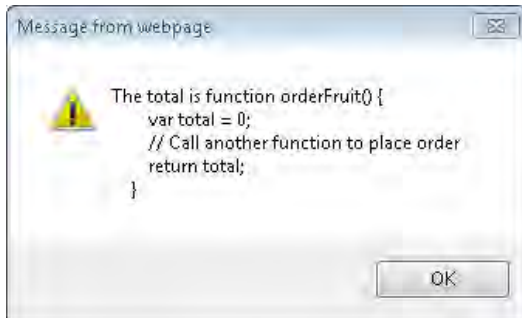 Message from webpage
The total is function orderFruit() {
var total = 0;
// Call another function to place order
return total;
}
OK